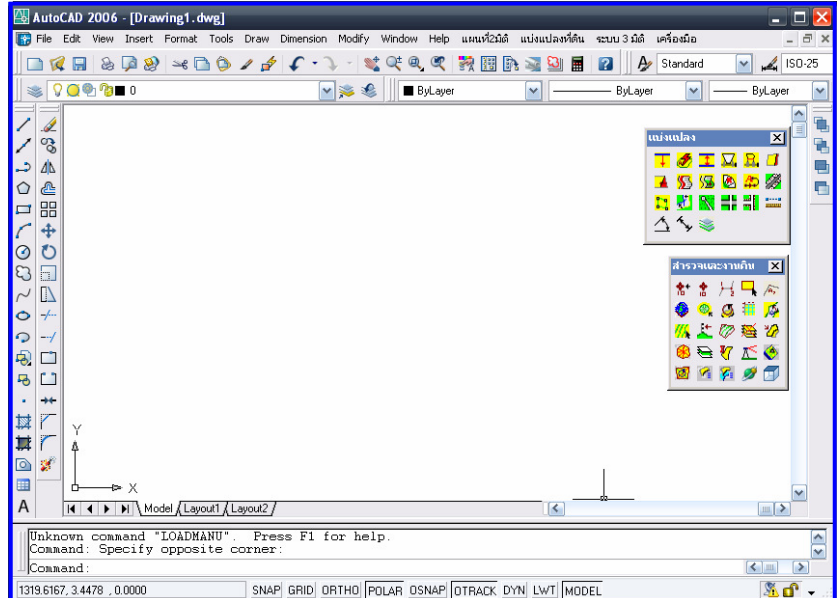 AutoCAD 2006 - [Drawing1.dwg]
File Edit View Insert Format Tools Draw Dimension Modify Window Help แผนที่2มิติ แบ่งแปลงที่ดิน ระบบ 3 มิติ เครื่องมือ
Standard ISO-25
0 ByLayer ByLayer ByLayer
แบ่งแปลง
สำรวจและงานดิน
Y
X
A
Model Layout1 Layout2
Unknown command "LOADMANU". Press F1 for help.
Command: Specify opposite corner:
Command:
1319.6167, 3.4478 , 0.0000 SNAP GRID ORTHO POLAR OSNAP OTRACK DYN LWT MODEL